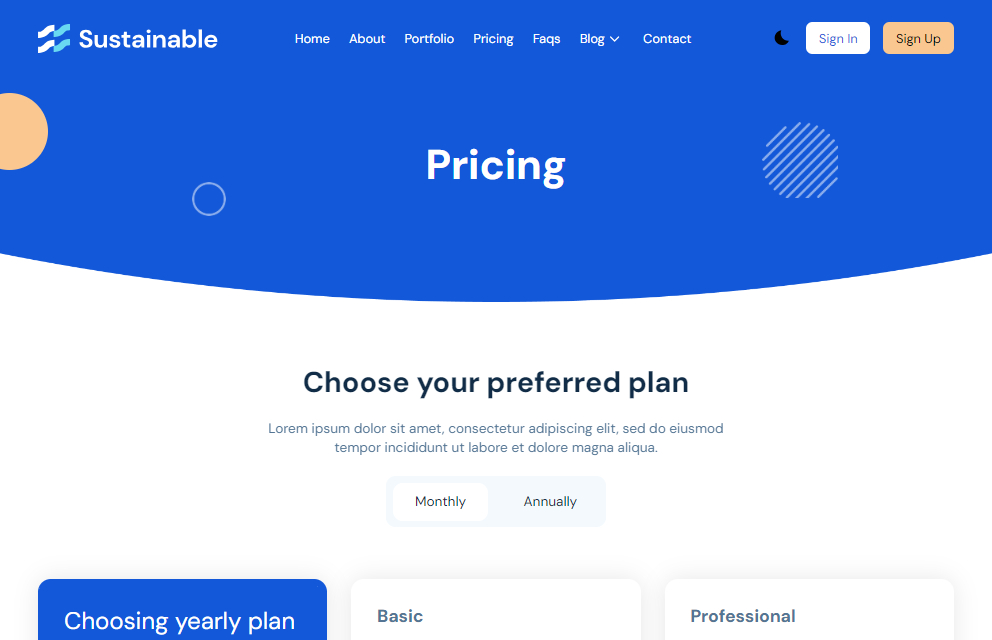 Sustainable
Home About Portfolio Pricing Faqs Blog Contact
Sign In Sign Up
Pricing
Choose your preferred plan
Lorem ipsum dolor sit amet, consectetur adipiscing elit, sed do eiusmod
tempor incididunt ut labore et dolore magna aliqua.
Monthly Annually
Choosing yearly plan
Basic
Professional